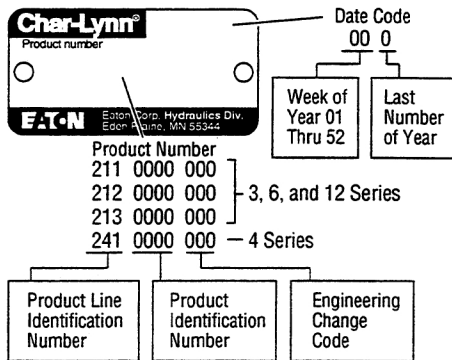 Char-Lynn®
Product number
Date Code
00 0
Week of
Year 01
Thru 52
Last
Number
of Year
EATON Eaton Corp. Hydraulics Div.
Eden Prairie, MN 55344
Product Number
211 0000 000
212 0000 000
213 0000 000
3, 6, and 12 Series
241 0000 000 — 4 Series
Product Line
Identification
Number
Product
Identification
Number
Engineering
Change
Code